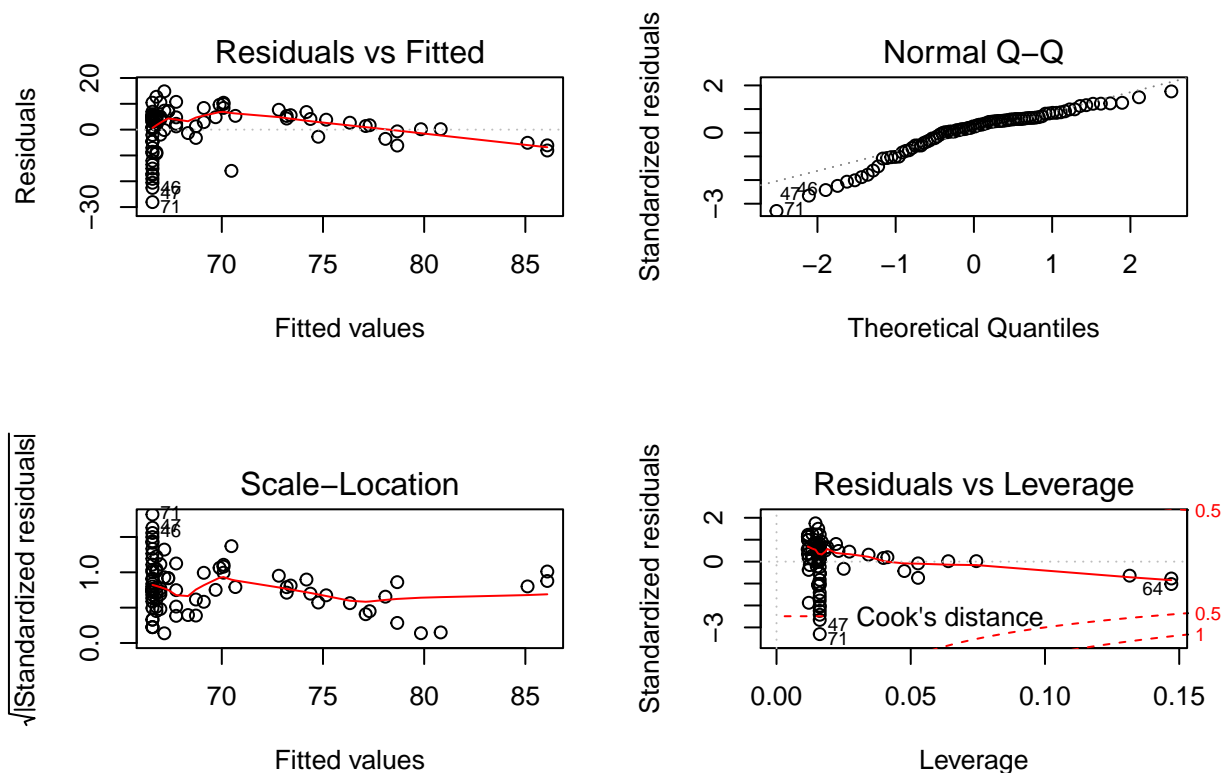 Residuals vs Fitted
Residuals
20
0
−30
46
47
71
70 75 80 85
Fitted values
Normal Q−Q
Standardized residuals
2
0
−3
47 46
71
−2 −1 0 1 2
Theoretical Quantiles
Scale−Location
√|Standardized residuals|
1.0
0.0
71
47
46
70 75 80 85
Fitted values
Residuals vs Leverage
Standardized residuals
2
0
−3
0.5
64
0.5
1
Cook's distance
47
71
0.00 0.05 0.10 0.15
Leverage